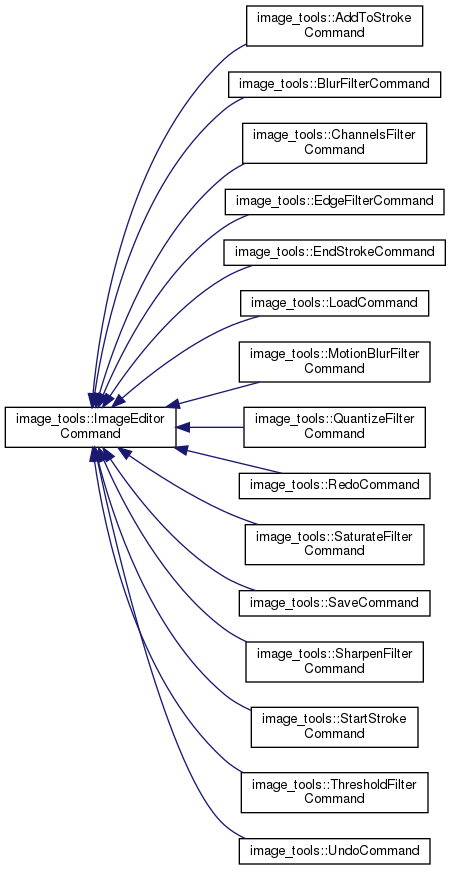 image_tools::AddToStroke
Command
image_tools::BlurFilterCommand
image_tools::ChannelsFilter
Command
image_tools::EdgeFilterCommand
image_tools::EndStrokeCommand
image_tools::LoadCommand
image_tools::MotionBlurFilter
Command
image_tools::ImageEditor
Command
image_tools::QuantizeFilter
Command
image_tools::RedoCommand
image_tools::SaturateFilter
Command
image_tools::SaveCommand
image_tools::SharpenFilter
Command
image_tools::StartStroke
Command
image_tools::ThresholdFilter
Command
image_tools::UndoCommand